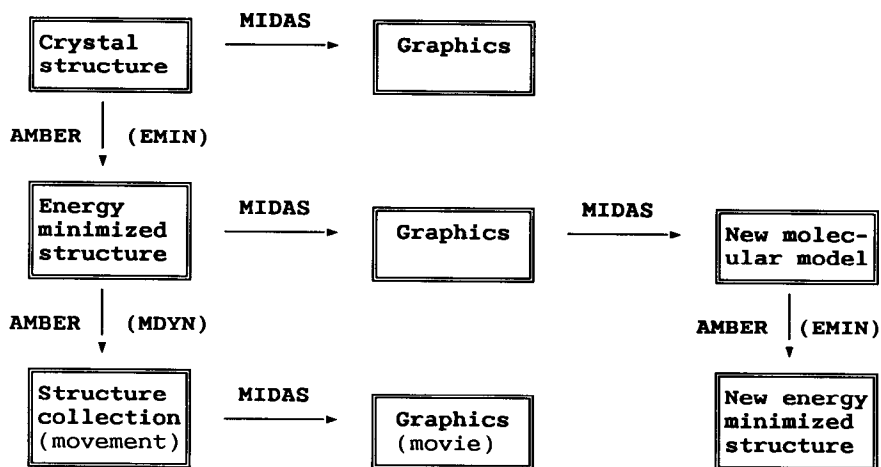 MIDAS
Crystal
structure
Graphics
AMBER (EMIN)
Energy
minimized
structure
MIDAS
Graphics
MIDAS
New molec-
ular model
AMBER (MDYN)
AMBER (EMIN)
Structure
collection
(movement)
MIDAS
Graphics
(movie)
New energy
minimized
structure